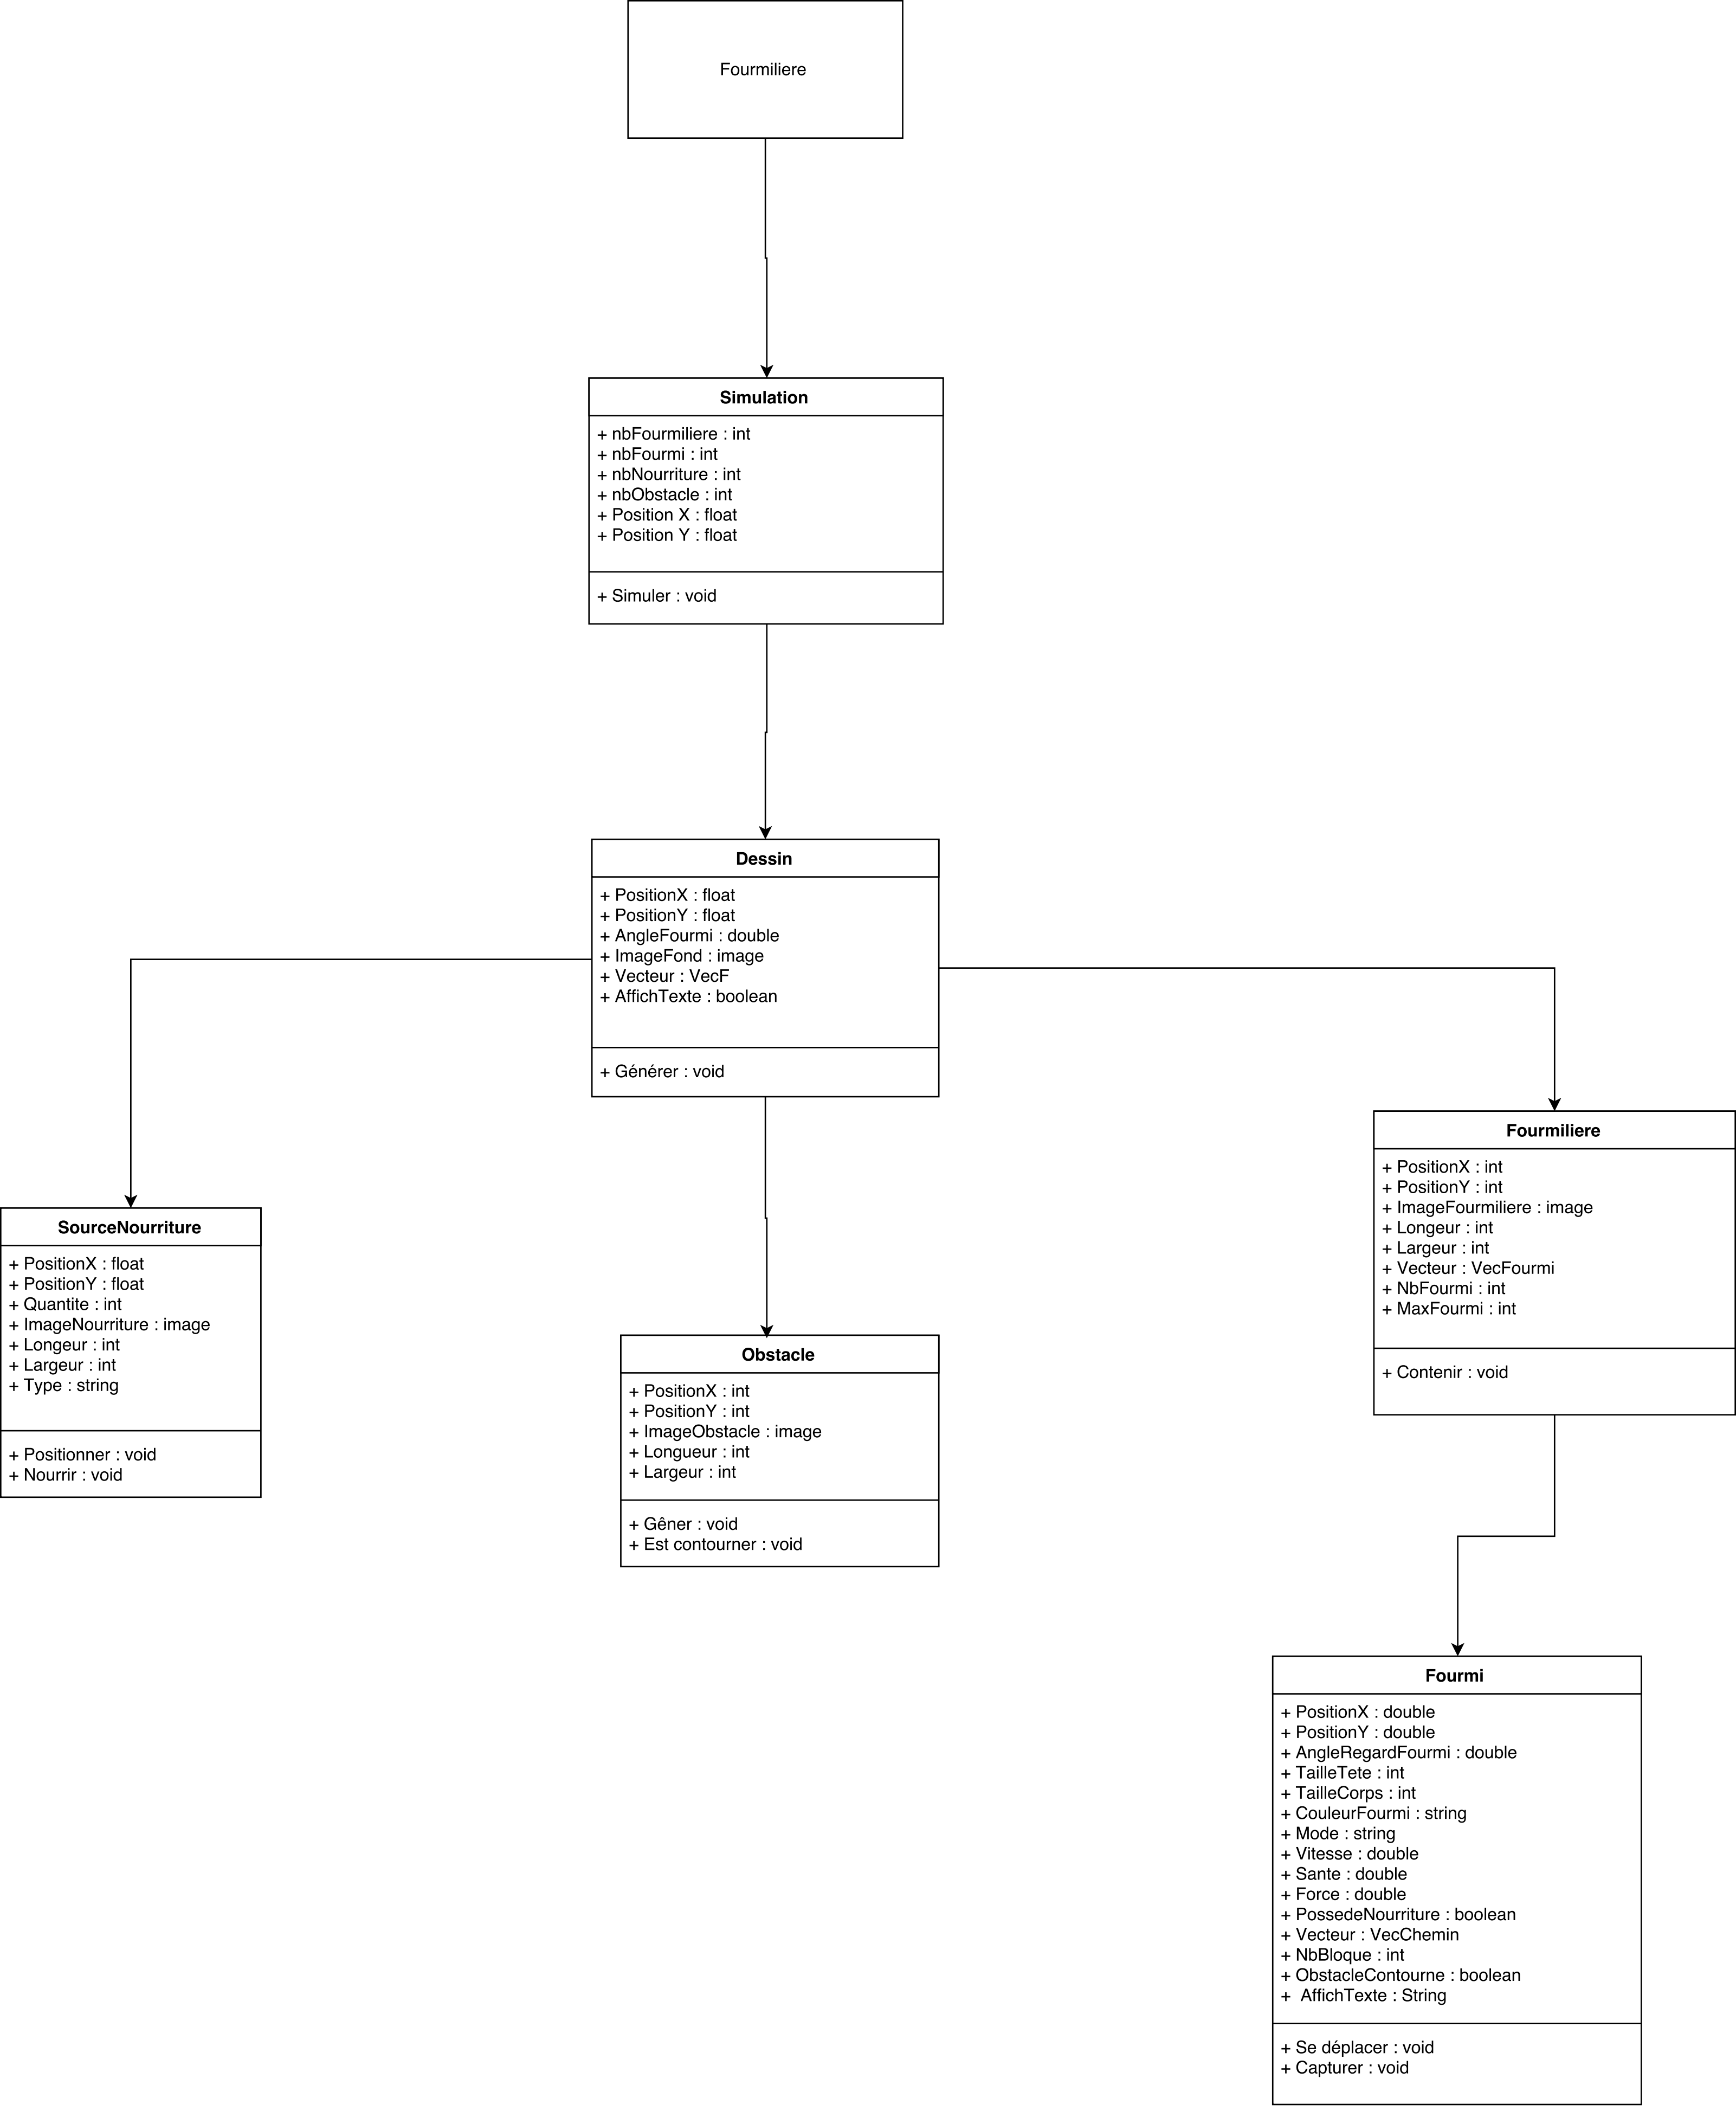 Fourmiliere
Simulation
+ nbFourmiliere : int
+ nbFourmi : int
+ nbNourriture : int
+ nbObstacle : int
+ Position X : float
+ Position Y : float
+ Simuler : void
Dessin
+ PositionX : float
+ PositionY : float
+ AngleFourmi : double
+ ImageFond : image
+ Vecteur : VecF
+ AffichTexte : boolean
+ Générer : void
SourceNourriture
+ PositionX : float
+ PositionY : float
+ Quantite : int
+ ImageNourriture : image
+ Longeur : int
+ Largeur : int
+ Type : string
+ Positionner : void
+ Nourrir : void
Obstacle
+ PositionX : int
+ PositionY : int
+ ImageObstacle : image
+ Longueur : int
+ Largeur : int
+ Gêner : void
+ Est contourner : void
Fourmiliere
+ PositionX : int
+ PositionY : int
+ ImageFourmiliere : image
+ Longeur : int
+ Largeur : int
+ Vecteur : VecFourmi
+ NbFourmi : int
+ MaxFourmi : int
+ Contenir : void
Fourmi
+ PositionX : double
+ PositionY : double
+ AngleRegardFourmi : double
+ TailleTete : int
+ TailleCorps : int
+ CouleurFourmi : string
+ Mode : string
+ Vitesse : double
+ Sante : double
+ Force : double
+ PossedeNourriture : boolean
+ Vecteur : VecChemin
+ NbBloque : int
+ ObstacleContourne : boolean
+  AffichTexte : String
+ Se déplacer : void
+ Capturer : void